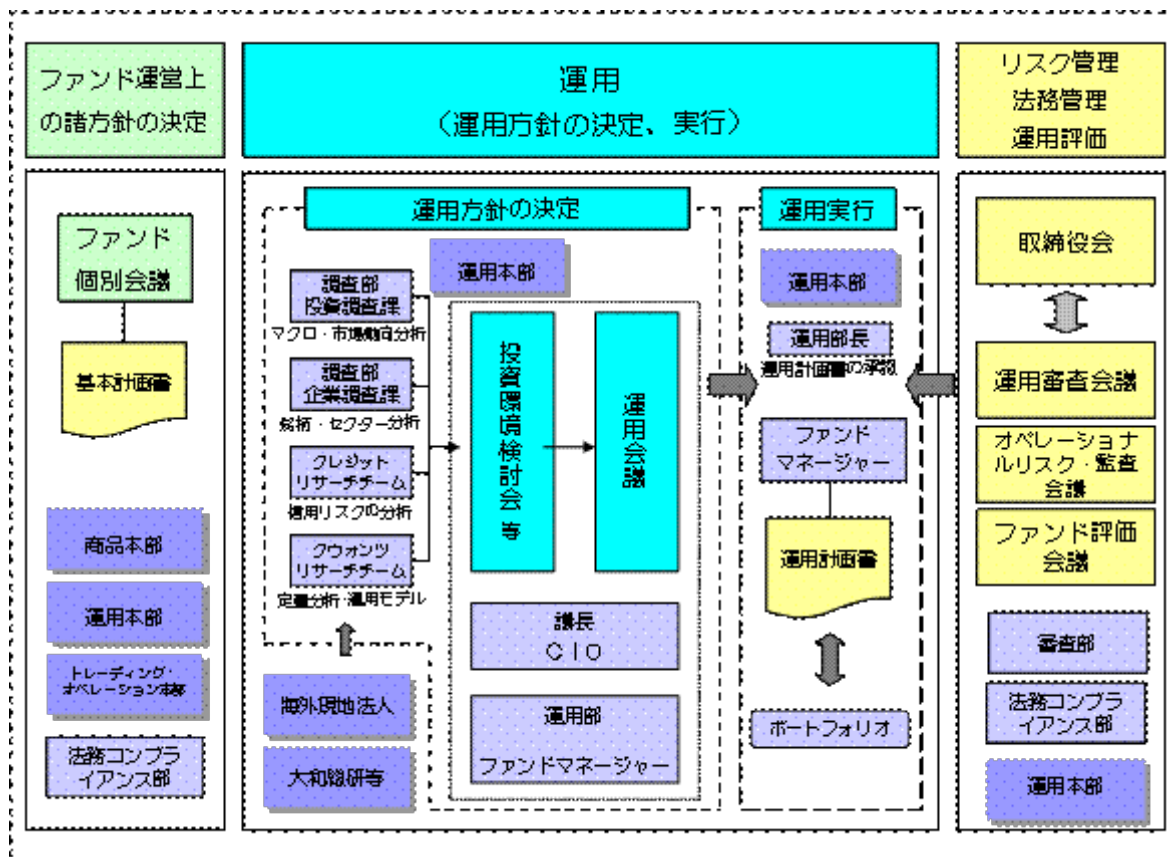 ファンド運営上
の諸方針の決定
ファンド
個別会議
基本計画書
商品本部
運用本部
トレーディング・
オペレーション本部
法務コンプラ
イアンス部
運用
（運用方針の決定、実行）
運用方針の決定
運用本部
調査部
投資調査課
マクロ・市場動向分析
調査部
企業調査課
銘柄・セクター分析
クレジット
リサーチチーム
信用リスクの分析
クウォンツ
リサーチチーム
定量分析・運用モデル
海外現地法人
大和総研等
投資環境検討会 等
運用会議
議長
ＣＩＯ
運用部
ファンドマネージャー
運用実行
運用本部
運用部長
運用計画書の承認
ファンド
マネージャー
運用計画書
ポートフォリオ
リスク管理
法務管理
運用評価
取締役会
運用審査会議
オペレーショナ
ルリスク・監査
会議
ファンド評価
会議
審査部
法務コンプラ
イアンス部
運用本部